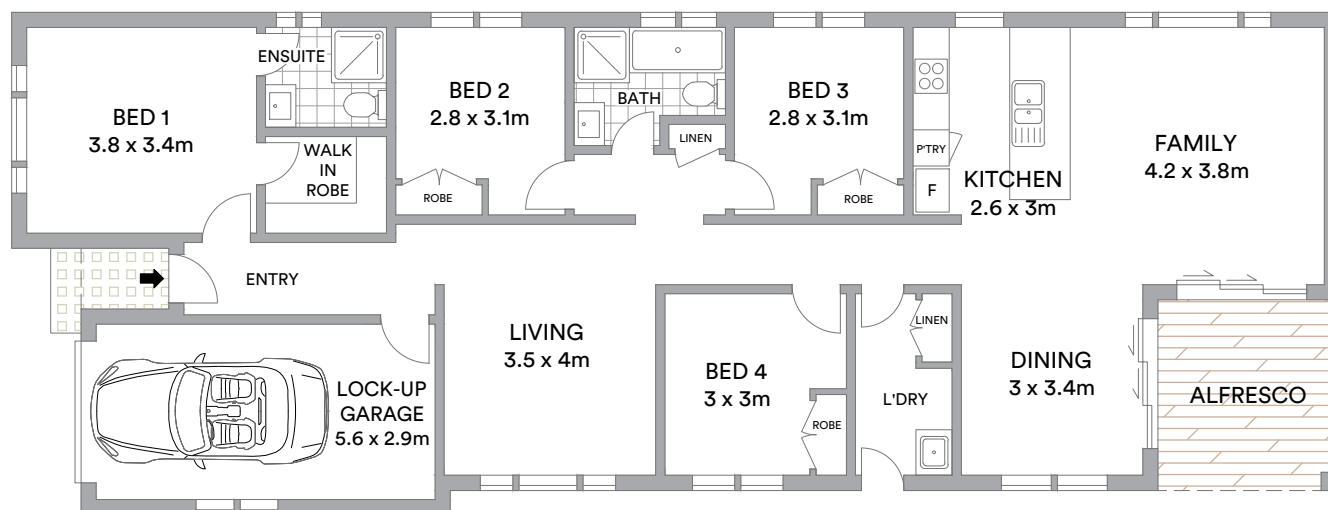 BED 1
3.8 x 3.4m
ENSUITE
WALK
IN
ROBE
BED 2
2.8 x 3.1m
ROBE
BATH
LINEN
BED 3
2.8 x 3.1m
ROBE
P'TRY
F
KITCHEN
2.6 x 3m
FAMILY
4.2 x 3.8m
ENTRY
LOCK-UP
GARAGE
5.6 x 2.9m
LIVING
3.5 x 4m
BED 4
3 x 3m
ROBE
LINEN
L'DRY
DINING
3 x 3.4m
ALFRESCO